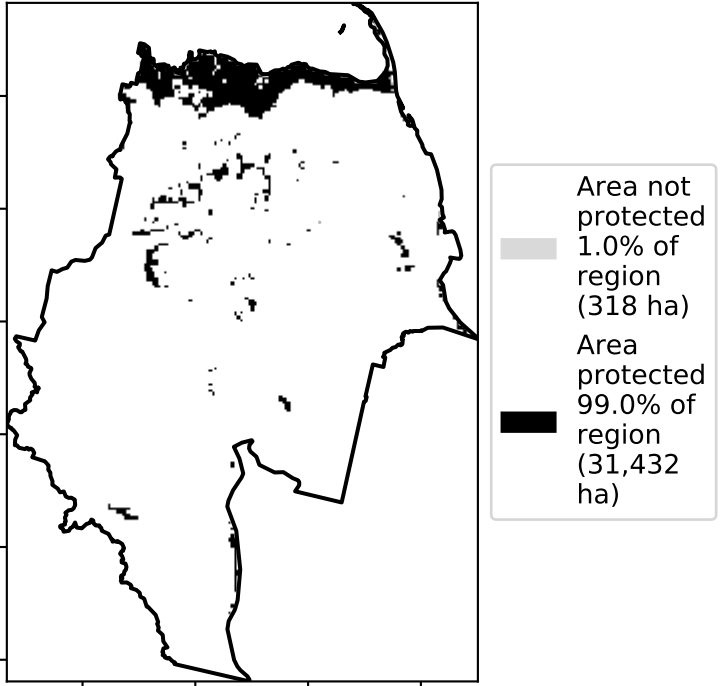 Area not
protected
1.0% of
region
(318 ha)
Area
protected
99.0% of
region
(31,432
ha)